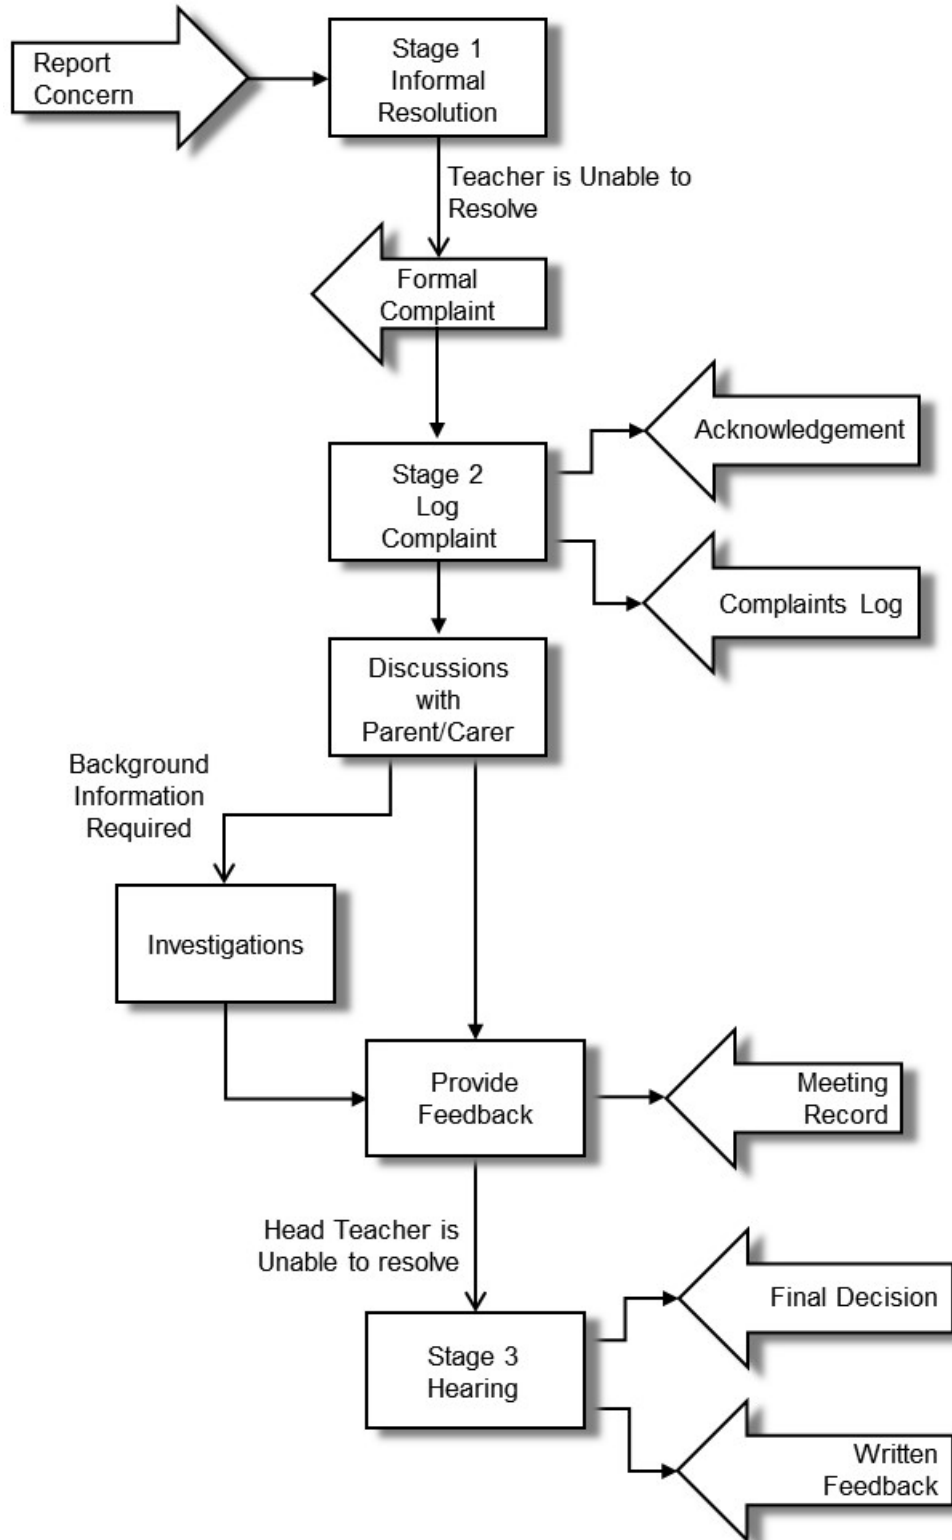 Report
Concern
Stage 1
Informal
Resolution
Teacher is Unable to
Resolve
Formal
Complaint
Acknowledgement
Stage 2
Log
Complaint
Complaints Log
Discussions
with
Parent/Carer
Background
Information
Required
Investigations
Provide
Feedback
Meeting
Record
Head Teacher is
Unable to resolve
Final Decision
Stage 3
Hearing
Written
Feedback